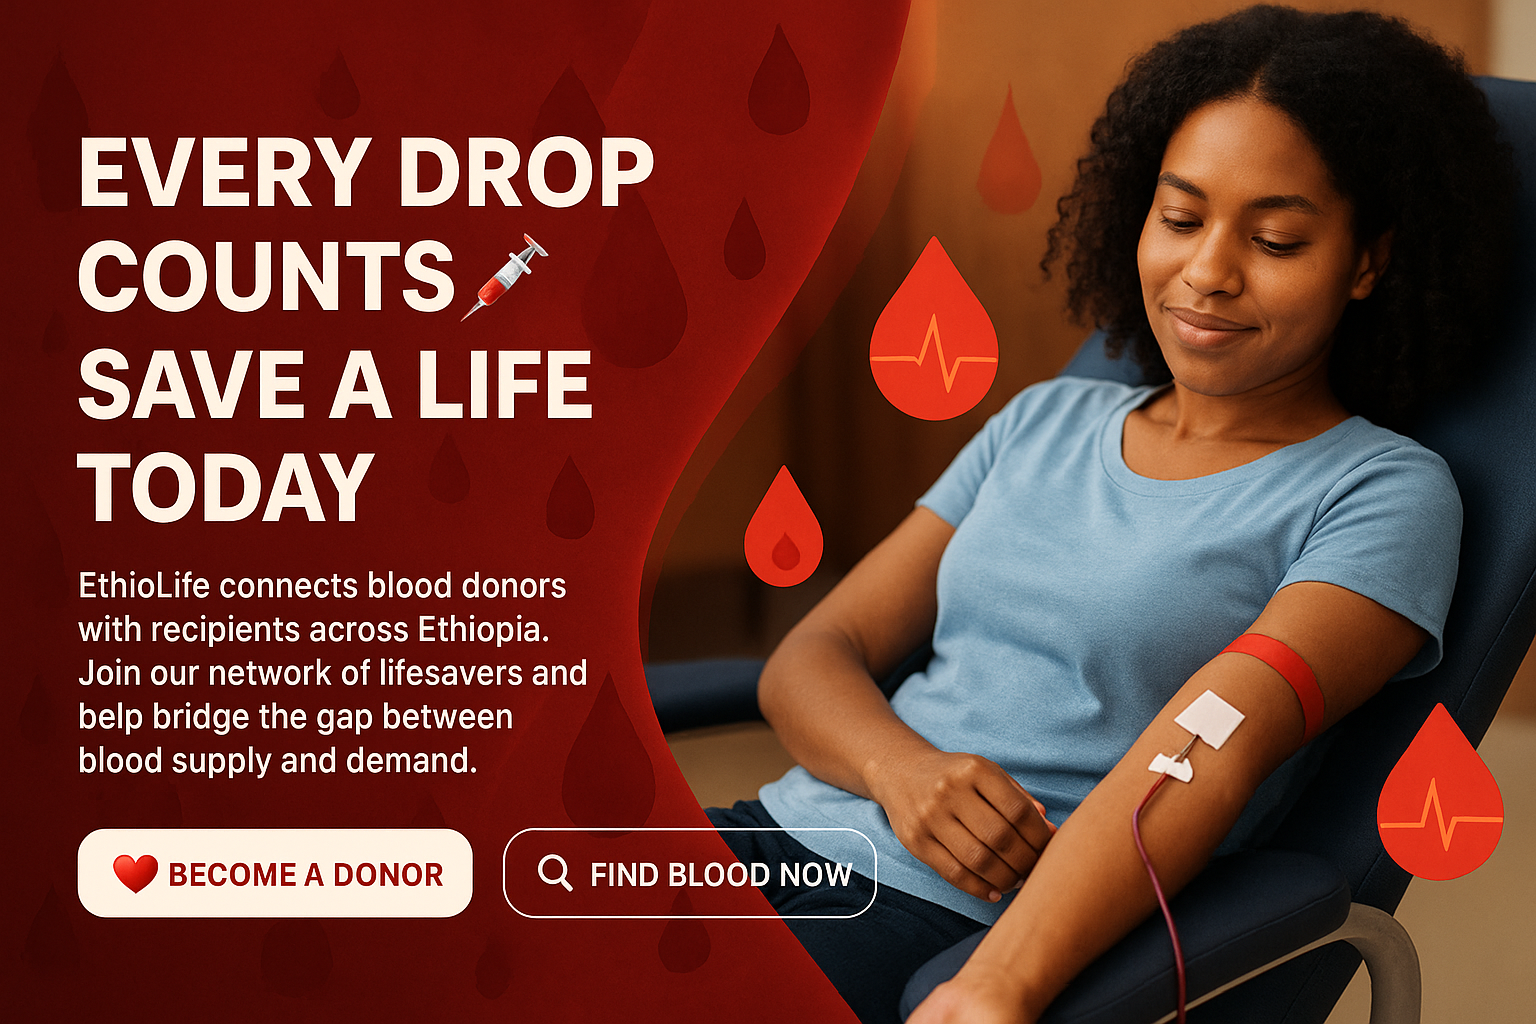 EVERY DROP
COUNTS
SAVE A LIFE
TODAY
EthioLife connects blood donors
with recipients across Ethiopia.
Join our network of lifesavers and
belp bridge the gap between
blood supply and demand.
BECOME A DONOR
FIND BLOOD NOW